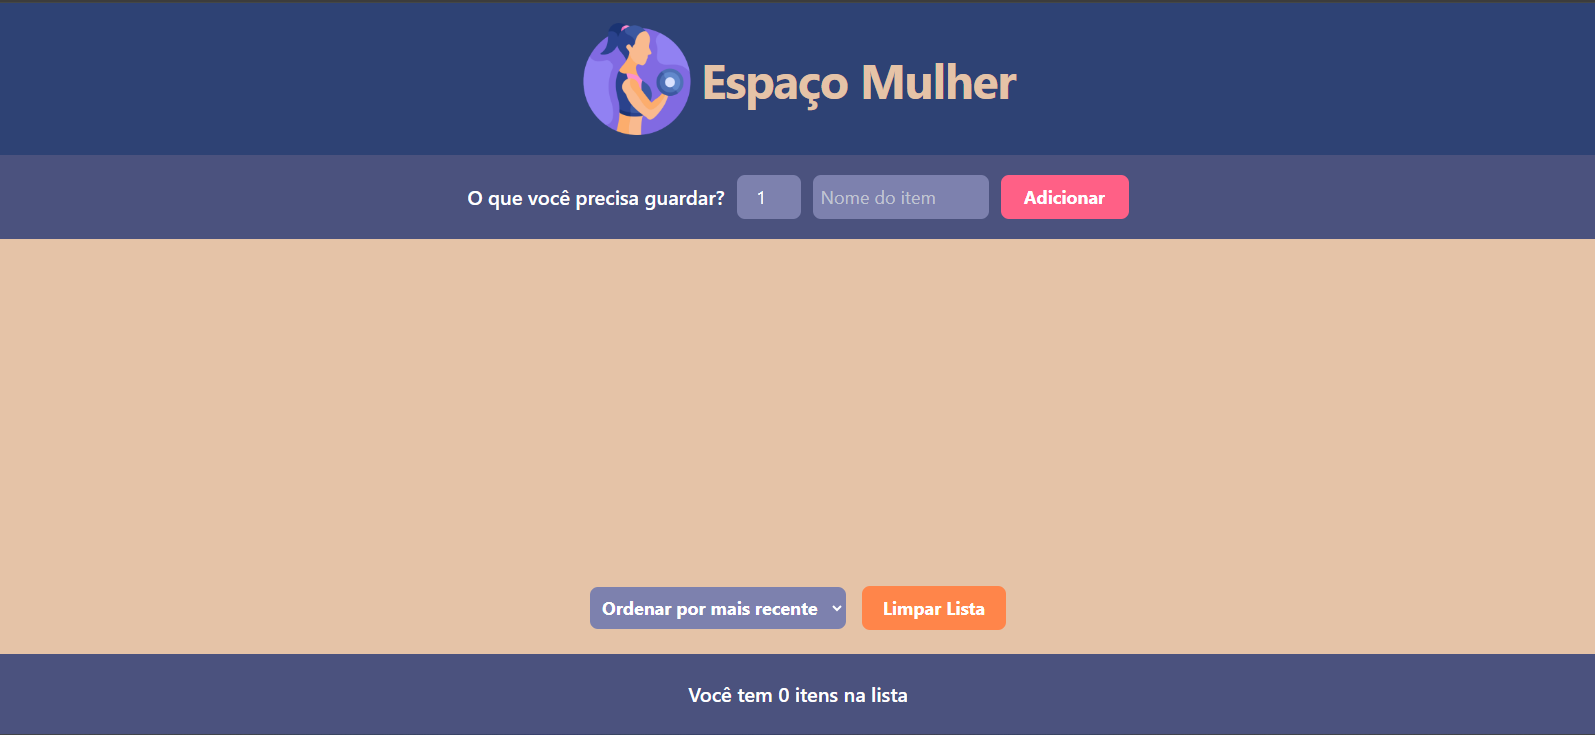 Espaço Mulher
O que você precisa guardar? 1 Nome do item Adicionar
Ordenar por mais recente Limpar Lista
Você tem 0 itens na lista